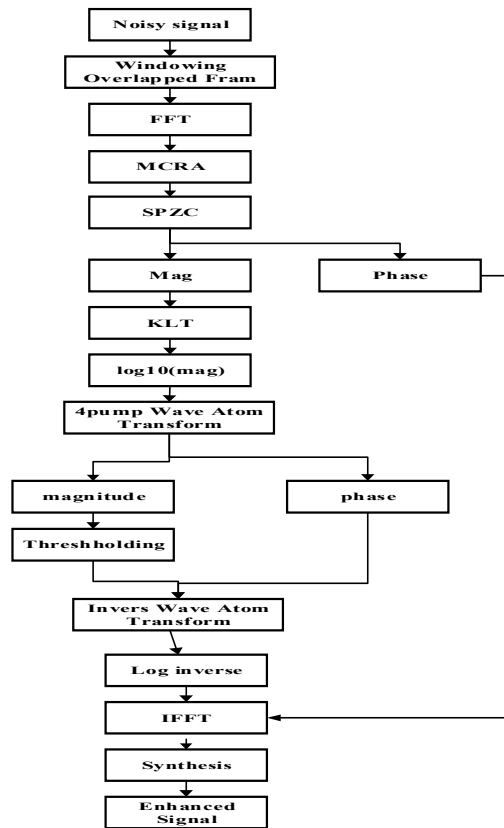 Noisy signal
Windowing
Overlapped Fram
FFT
MCRA
SPZC
Mag
Phase
KLT
log10(mag)
4pump Wave Atom
Transform
magnitude
phase
Threshholding
Invers Wave Atom
Transform
Log inverse
IFFT
Synthesis
Enhanced
Signal